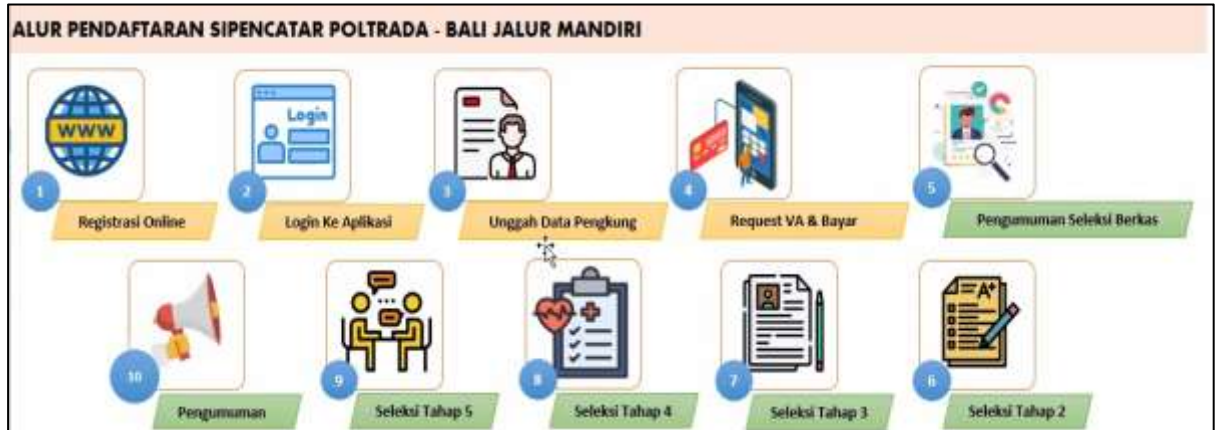 ALUR PENDAFTARAN SIPENCATAR POLTRADA - BALI JALUR MANDIRI
WWW
Login
1
2
3
4
5
Registrasi Online
Login Ke Aplikasi
Unggah Data Pengkung
Request VA & Bayar
Pengumuman Seleksi Berkas
A+
10
9
8
7
6
Pengumuman
Seleksi Tahap 5
Seleksi Tahap 4
Seleksi Tahap 3
Seleksi Tahap 2